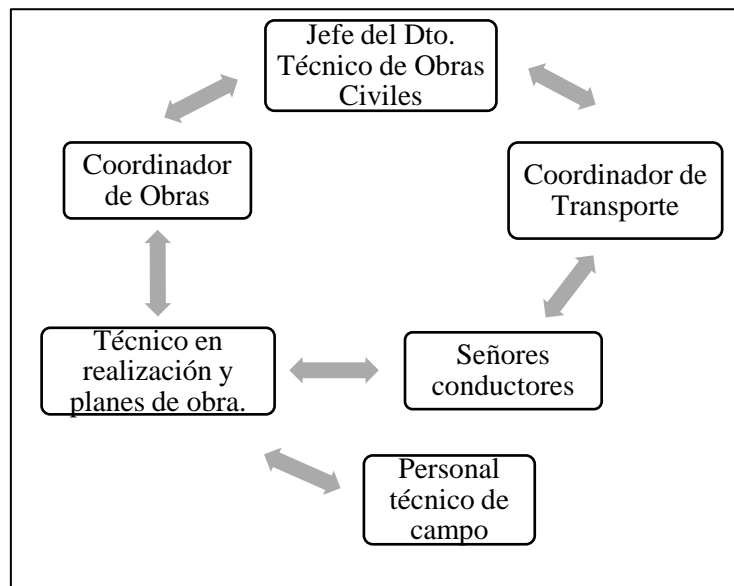 Jefe del Dto.
Técnico de Obras
Civiles
Coordinador
de Obras
Coordinador de
Transporte
Técnico en
realización y
planes de obra.
Señores
conductores
Personal
técnico de
campo